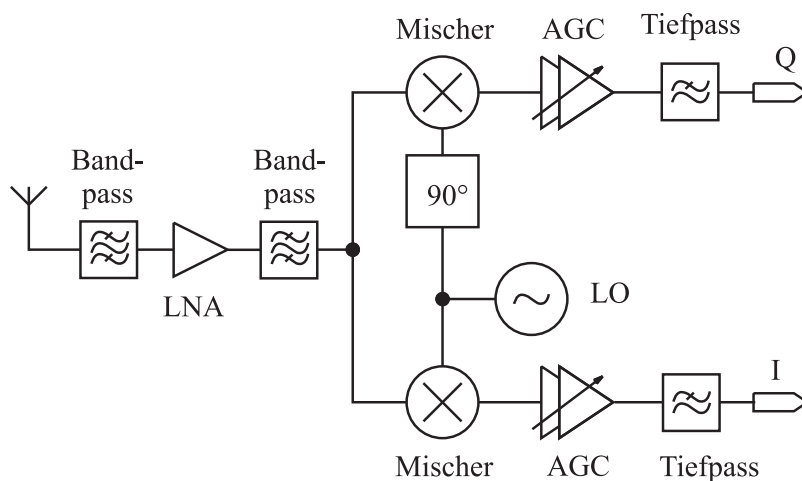 Mischer
AGC
Tiefpass
Q
Band-
pass
Band-
pass
90°
LNA
LO
I
Mischer
AGC
Tiefpass